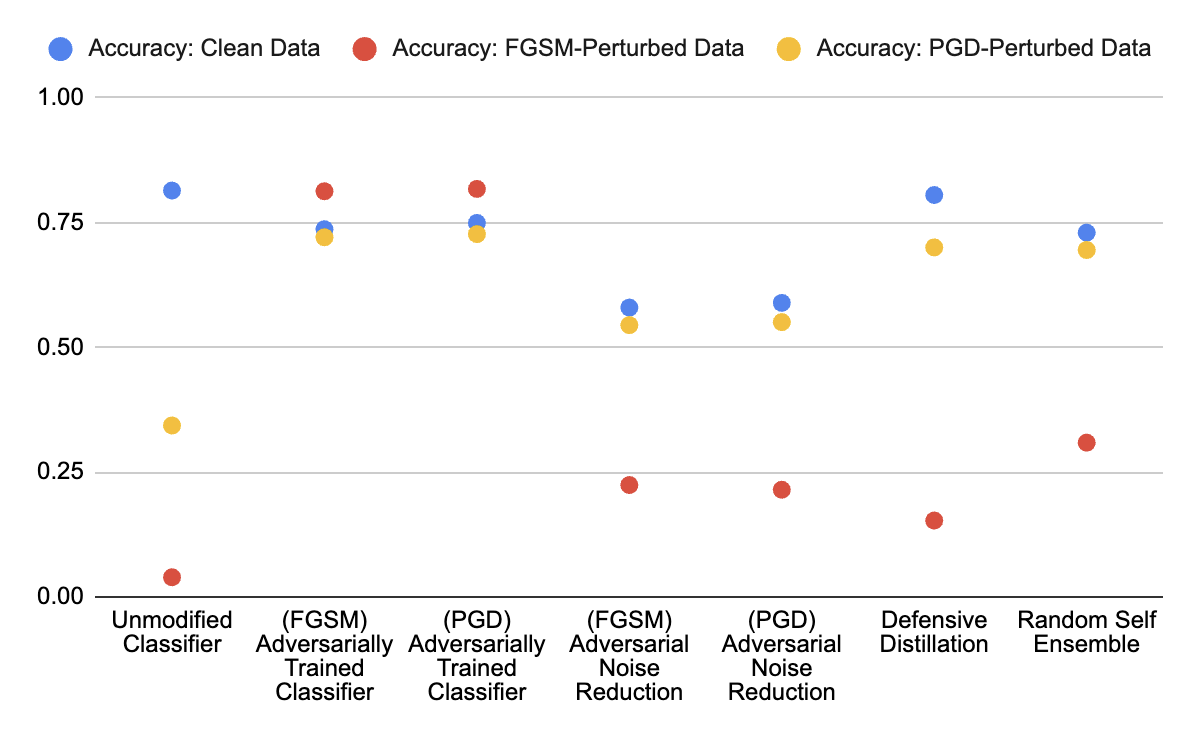 Accuracy: Clean Data Accuracy: FGSM-Perturbed Data Accuracy: PGD-Perturbed Data
1.00
0.75
0.50
0.25
0.00
Unmodified
Classifier
(FGSM)
Adversarially
Trained
Classifier
(PGD)
Adversarially
Trained
Classifier
(FGSM)
Adversarial
Noise
Reduction
(PGD)
Adversarial
Noise
Reduction
Defensive
Distillation
Random Self
Ensemble